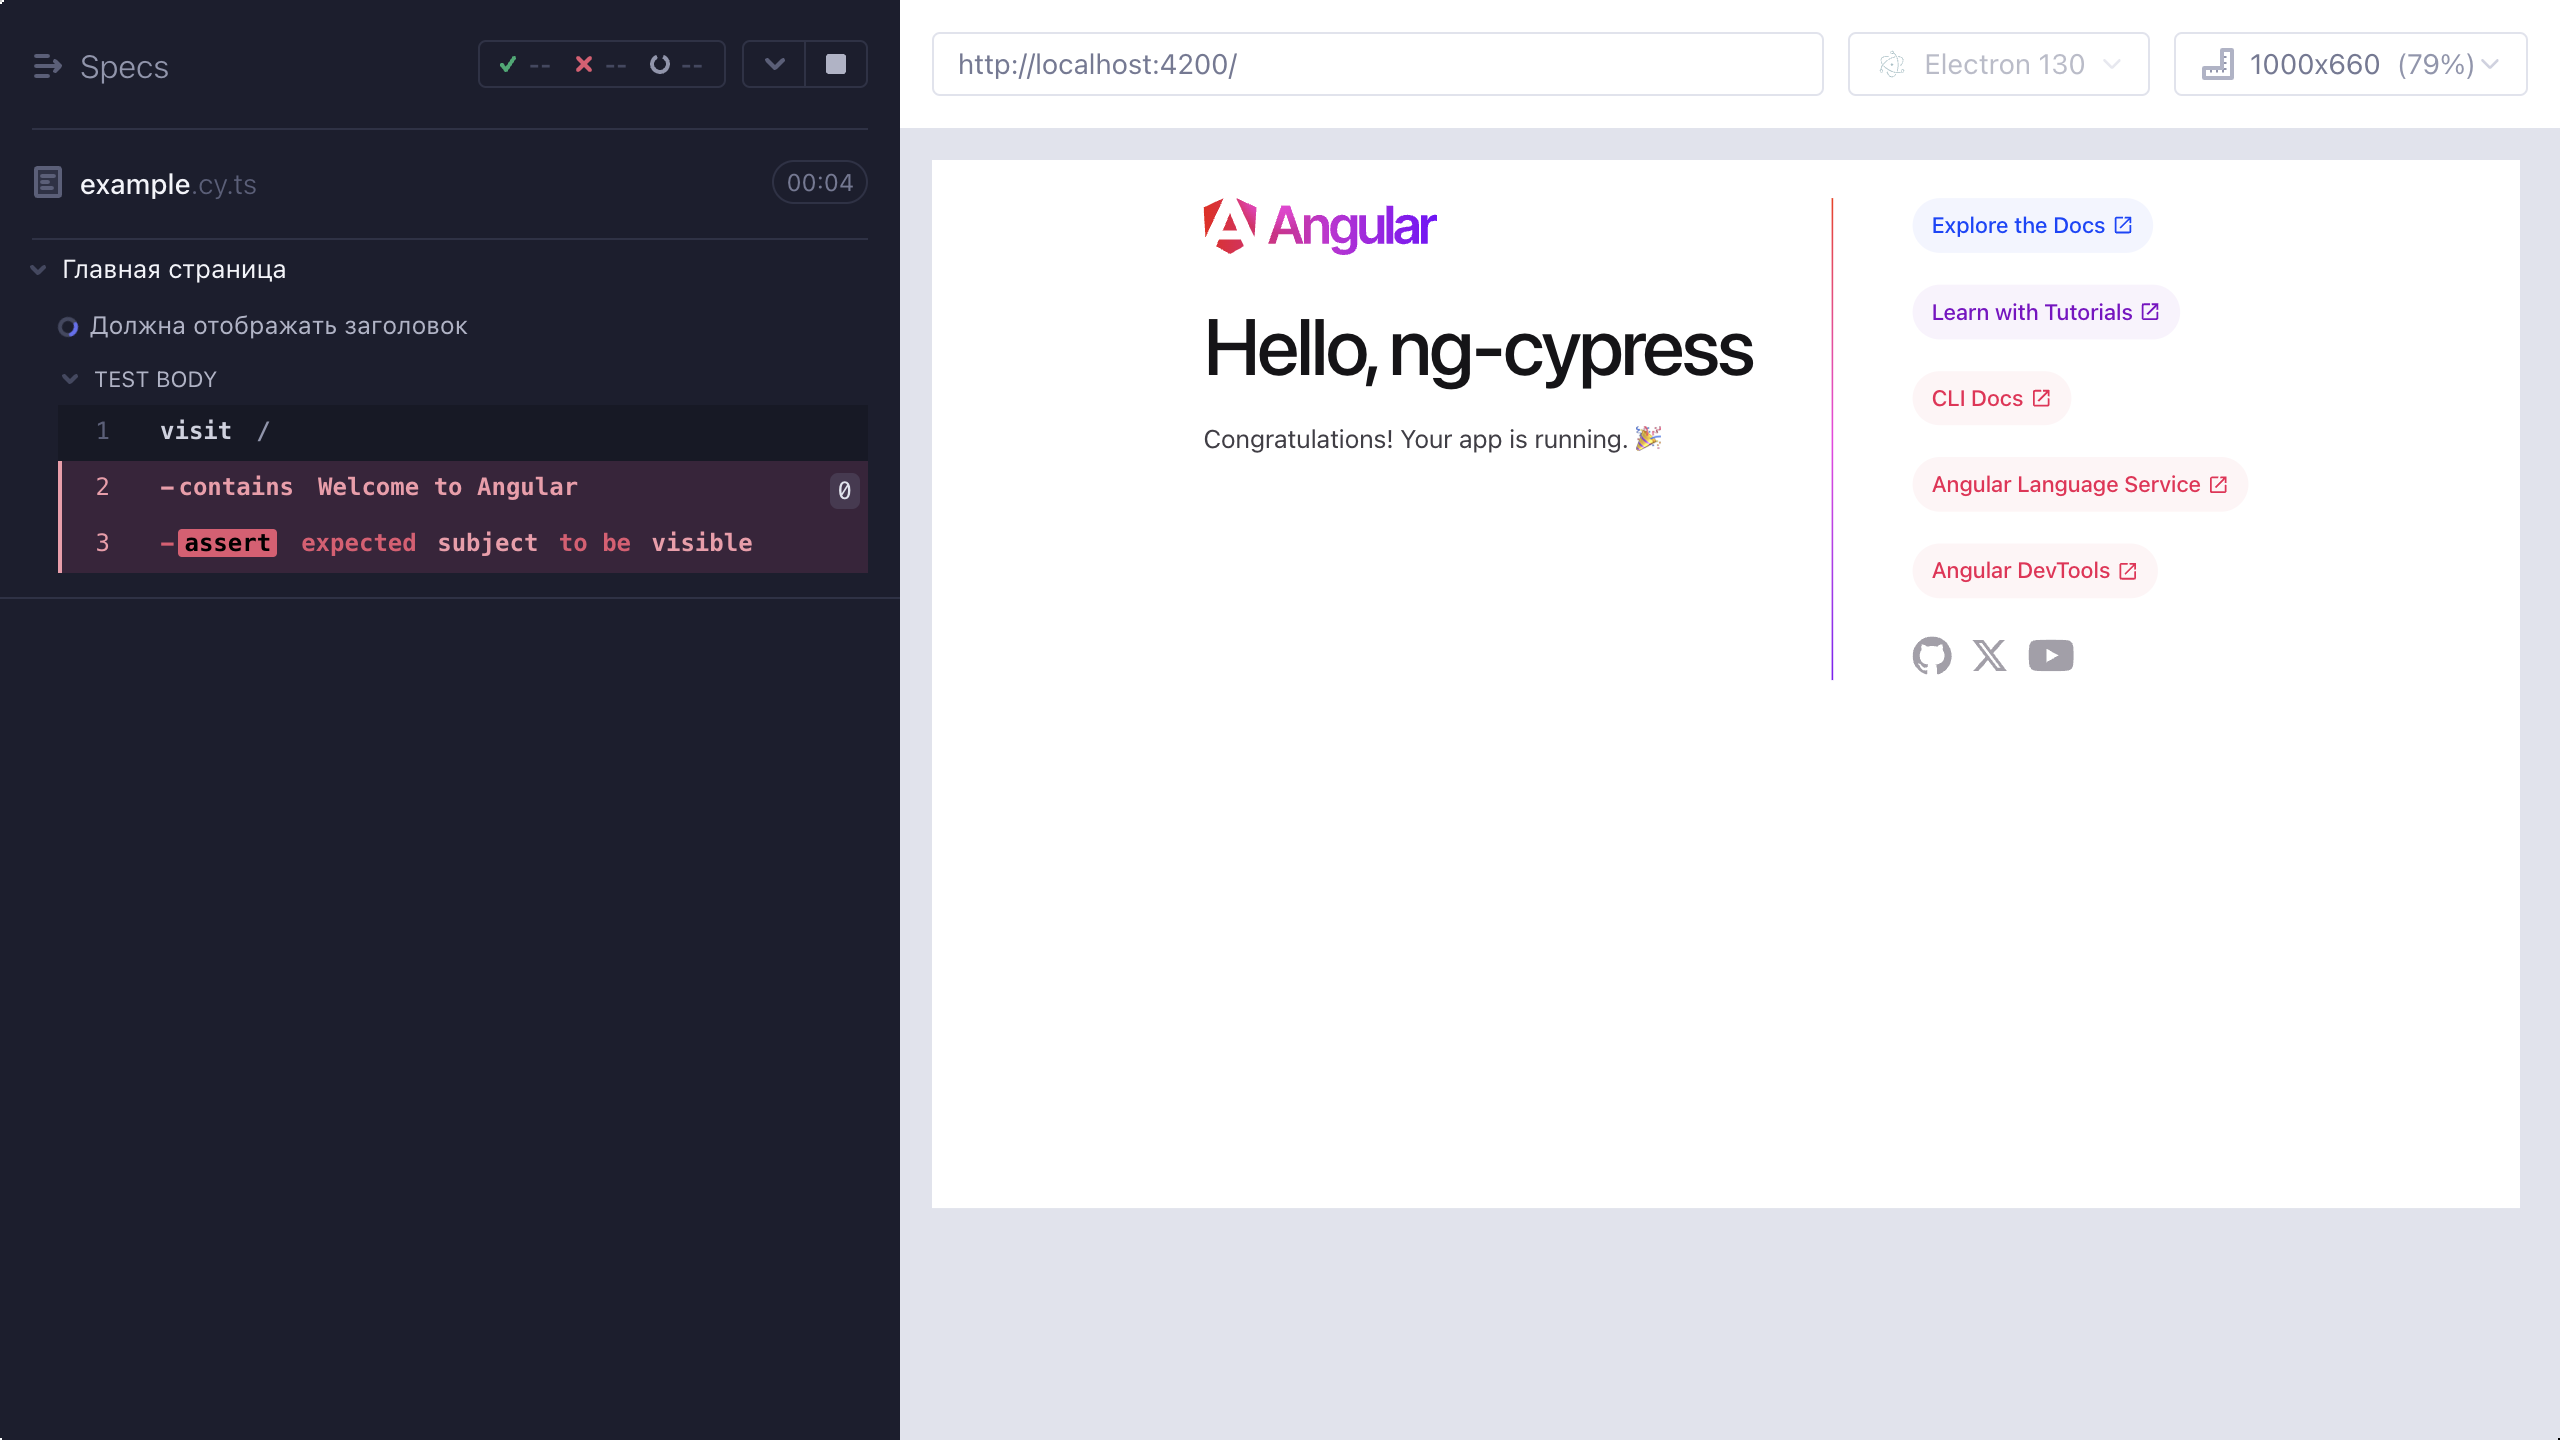 Specs
-- -- --
example.cy.ts 00:04
Главная страница
Должна отображать заголовок
TEST BODY
1 visit /
2 -contains Welcome to Angular 0
3 -assert expected subject to be visible
http://localhost:4200/
Electron 130
1000x660 (79%)
Angular
Hello, ng-cypress
Congratulations! Your app is running. 🎉
Explore the Docs
Learn with Tutorials
CLI Docs
Angular Language Service
Angular DevTools